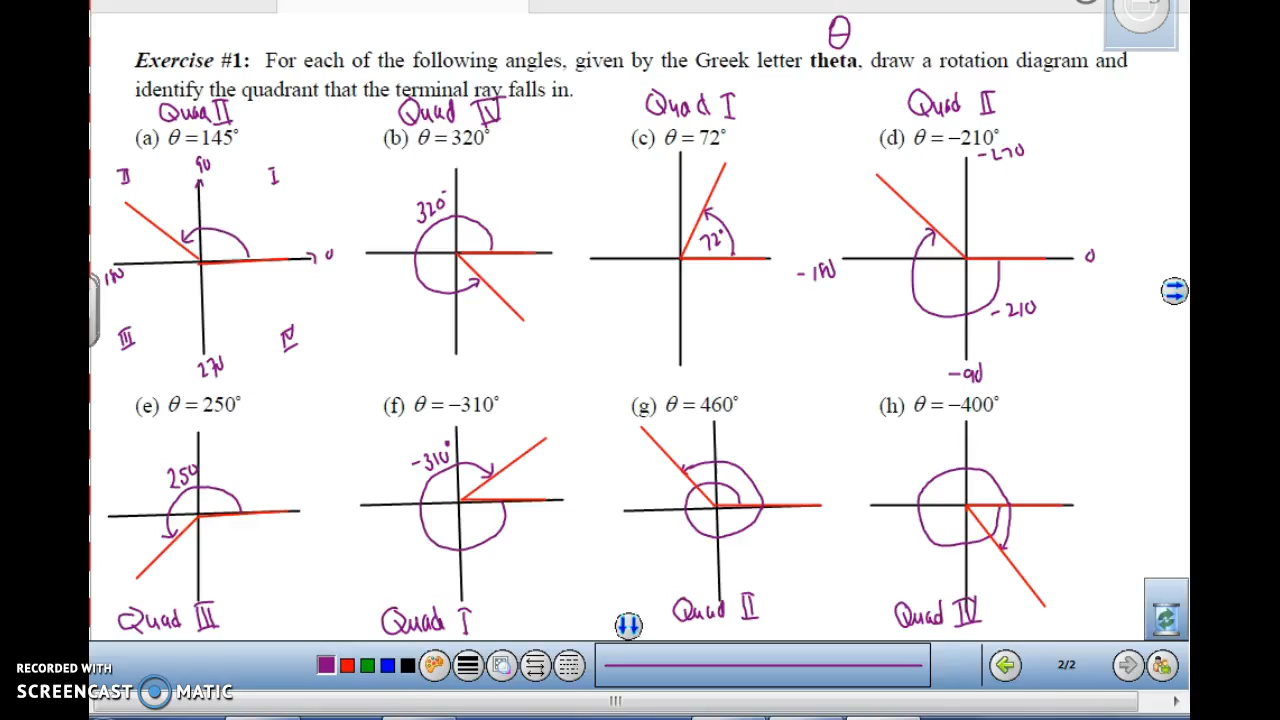 θ
Exercise #1: For each of the following angles, given by the Greek letter theta, draw a rotation diagram and
identify the quadrant that the terminal ray falls in.
Quad II Quad IV Quad I Quad II
(a) θ = 145° (b) θ = 320° (c) θ = 72° (d) θ = −210°
II 90 I 320° 72° -270
180 0 -180 0
III IV -210
270 -90
(e) θ = 250° (f) θ = −310° (g) θ = 460° (h) θ = −400°
250 -310°
Quad III Quad I Quad II Quad IV
2/2
RECORDED WITH
SCREENCAST MATIC